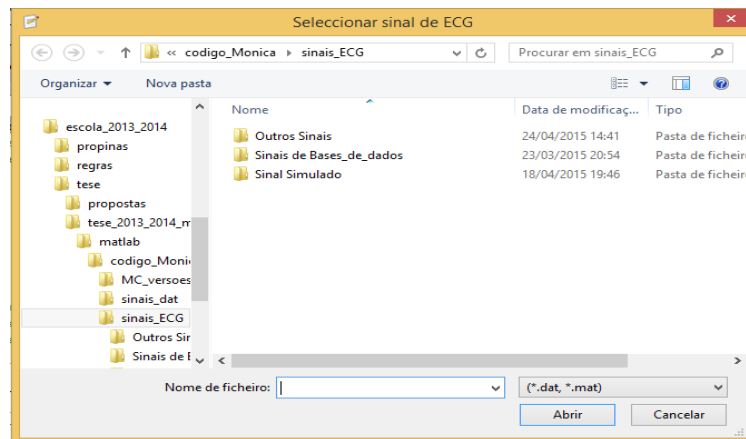 Seleccionar sinal de ECG
« codigo_Monica sinais_ECG
Procurar em sinais_ECG
Organizar Nova pasta
Nome Data de modificaç... Tipo
escola_2013_2014
propinas
regras
tese
propostas
tese_2013_2014_m
matlab
codigo_Moni
MC_versoes
sinais_dat
sinais_ECG
Outros Sir
Sinais de B
Outros Sinais 24/04/2015 14:41 Pasta de ficheir
Sinais de Bases_de_dados 23/03/2015 20:54 Pasta de ficheir
Sinal Simulado 18/04/2015 19:46 Pasta de ficheir
Nome de ficheiro: (*.dat, *.mat)
Abrir Cancelar